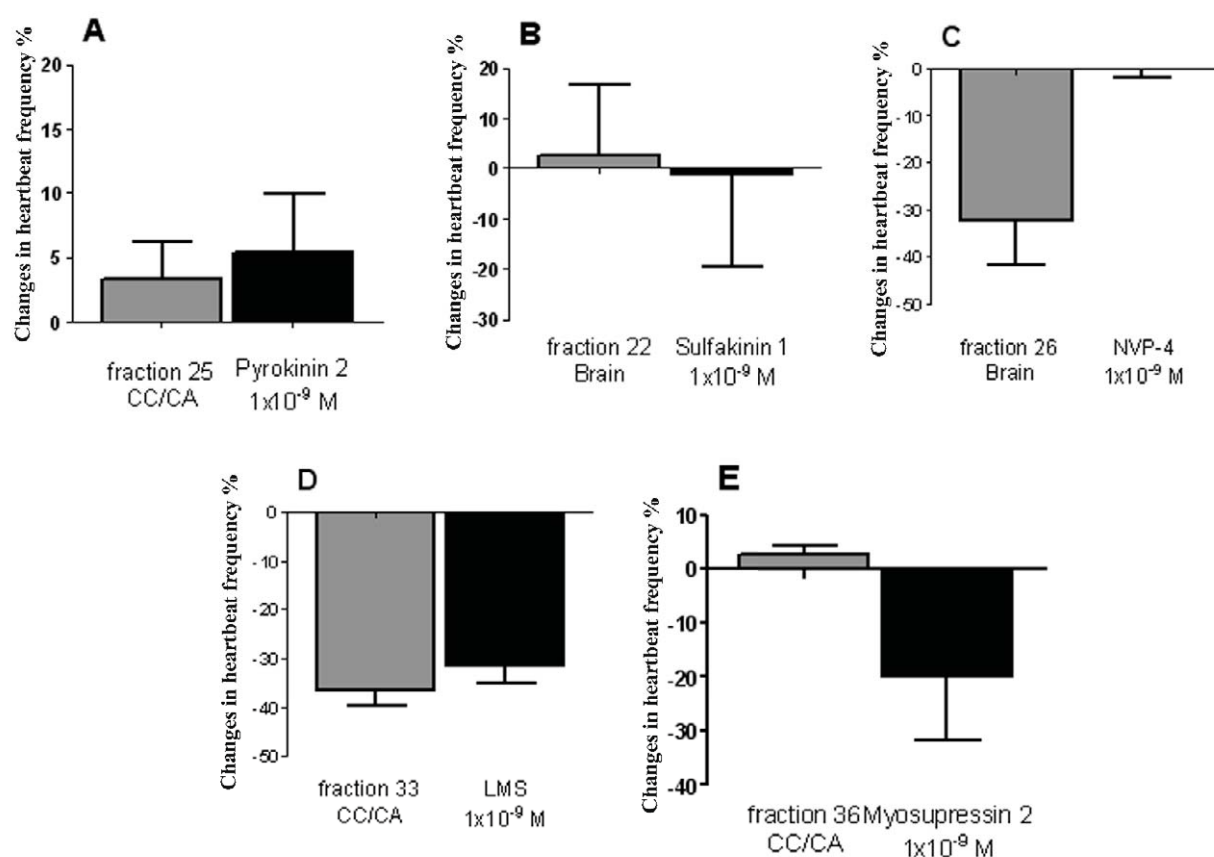 A
Changes in heartbeat frequency %
20
15
10
5
0
fraction 25
CC/CA
Pyrokinin 2
1x10⁻⁹ M
B
Changes in heartbeat frequency %
20
10
0
-10
-20
-30
fraction 22
Brain
Sulfakinin 1
1x10⁻⁹ M
C
Changes in heartbeat frequency %
0
-10
-20
-30
-40
-50
fraction 26
Brain
NVP-4
1x10⁻⁹ M
D
Changes in heartbeat frequency %
0
-10
-20
-30
-40
-50
fraction 33
CC/CA
LMS
1x10⁻⁹ M
E
Changes in heartbeat frequency %
10
0
-10
-20
-30
-40
fraction 36
CC/CA
Myosupressin 2
1x10⁻⁹ M